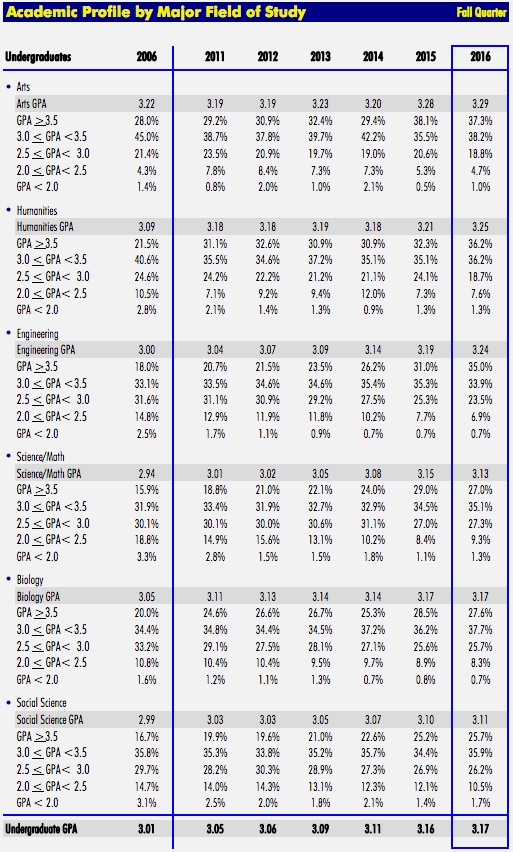 Academic Profile by Major Field of Study Fall Quarter
Undergraduates 2006 2011 2012 2013 2014 2015 2016
• Arts
Arts GPA 3.22 3.19 3.19 3.23 3.20 3.28 3.29
GPA ≥3.5 28.0% 29.2% 30.9% 32.4% 29.4% 38.1% 37.3%
3.0 ≤ GPA <3.5 45.0% 38.7% 37.8% 39.7% 42.2% 35.5% 38.2%
2.5 ≤ GPA< 3.0 21.4% 23.5% 20.9% 19.7% 19.0% 20.6% 18.8%
2.0 ≤ GPA< 2.5 4.3% 7.8% 8.4% 7.3% 7.3% 5.3% 4.7%
GPA < 2.0 1.4% 0.8% 2.0% 1.0% 2.1% 0.5% 1.0%
• Humanities
Humanities GPA 3.09 3.18 3.18 3.19 3.18 3.21 3.25
GPA ≥3.5 21.5% 31.1% 32.6% 30.9% 30.9% 32.3% 36.2%
3.0 ≤ GPA <3.5 40.6% 35.5% 34.6% 37.2% 35.1% 35.1% 36.2%
2.5 ≤ GPA< 3.0 24.6% 24.2% 22.2% 21.2% 21.1% 24.1% 18.7%
2.0 ≤ GPA< 2.5 10.5% 7.1% 9.2% 9.4% 12.0% 7.3% 7.6%
GPA < 2.0 2.8% 2.1% 1.4% 1.3% 0.9% 1.3% 1.3%
• Engineering
Engineering GPA 3.00 3.04 3.07 3.09 3.14 3.19 3.24
GPA ≥3.5 18.0% 20.7% 21.5% 23.5% 26.2% 31.0% 35.0%
3.0 ≤ GPA <3.5 33.1% 33.5% 34.6% 34.6% 35.4% 35.3% 33.9%
2.5 ≤ GPA< 3.0 31.6% 31.1% 30.9% 29.2% 27.5% 25.3% 23.5%
2.0 ≤ GPA< 2.5 14.8% 12.9% 11.9% 11.8% 10.2% 7.7% 6.9%
GPA < 2.0 2.5% 1.7% 1.1% 0.9% 0.7% 0.7% 0.7%
• Science/Math
Science/Math GPA 2.94 3.01 3.02 3.05 3.08 3.15 3.13
GPA ≥3.5 15.9% 18.8% 21.0% 22.1% 24.0% 29.0% 27.0%
3.0 ≤ GPA <3.5 31.9% 33.4% 31.9% 32.7% 32.9% 34.5% 35.1%
2.5 ≤ GPA< 3.0 30.1% 30.1% 30.0% 30.6% 31.1% 27.0% 27.3%
2.0 ≤ GPA< 2.5 18.8% 14.9% 15.6% 13.1% 10.2% 8.4% 9.3%
GPA < 2.0 3.3% 2.8% 1.5% 1.5% 1.8% 1.1% 1.3%
• Biology
Biology GPA 3.05 3.11 3.13 3.14 3.14 3.17 3.17
GPA ≥3.5 20.0% 24.6% 26.6% 26.7% 25.3% 28.5% 27.6%
3.0 ≤ GPA <3.5 34.4% 34.8% 34.4% 34.5% 37.2% 36.2% 37.7%
2.5 ≤ GPA< 3.0 33.2% 29.1% 27.5% 28.1% 27.1% 25.6% 25.7%
2.0 ≤ GPA< 2.5 10.8% 10.4% 10.4% 9.5% 9.7% 8.9% 8.3%
GPA < 2.0 1.6% 1.2% 1.1% 1.3% 0.7% 0.8% 0.7%
• Social Science
Social Science GPA 2.99 3.03 3.03 3.05 3.07 3.10 3.11
GPA ≥3.5 16.7% 19.9% 19.6% 21.0% 22.6% 25.2% 25.7%
3.0 ≤ GPA <3.5 35.8% 35.3% 33.8% 35.2% 35.7% 34.4% 35.9%
2.5 ≤ GPA< 3.0 29.7% 28.2% 30.3% 28.9% 27.3% 26.9% 26.2%
2.0 ≤ GPA< 2.5 14.7% 14.0% 14.3% 13.1% 12.3% 12.1% 10.5%
GPA < 2.0 3.1% 2.5% 2.0% 1.8% 2.1% 1.4% 1.7%
Undergraduate GPA 3.01 3.05 3.06 3.09 3.11 3.16 3.17